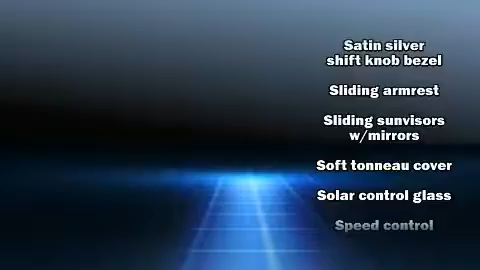 Satin silver
shift knob bezel
Sliding armrest
Sliding sunvisors
w/mirrors
Soft tonneau cover
Solar control glass
Speed control